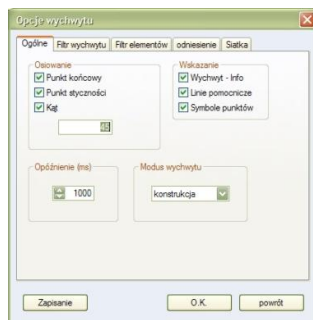 Opcje wychwytu
Ogólne Filtr wychwytu Filtr elementów odniesienie Siatka
Osiowanie
Punkt końcowy
Punkt styczności
Kąt
Wskazanie
Wychwyt - Info
Linie pomocnicze
Symbole punktów
Opóźnienie (ms)
1000
Modus wychwytu
konstrukcja
Zapisanie O.K. powrót